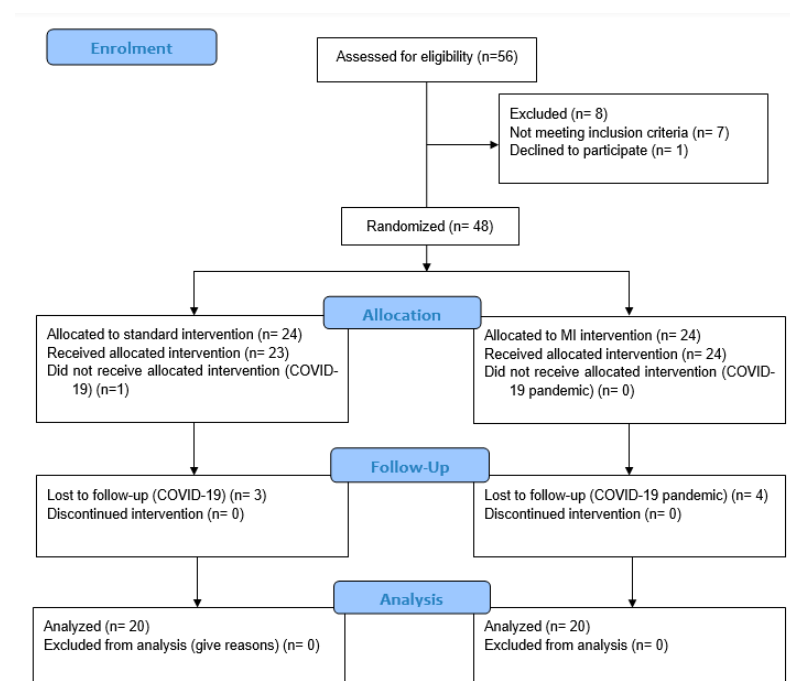 Enrolment
Assessed for eligibility (n=56)
Excluded (n= 8)
Not meeting inclusion criteria (n= 7)
Declined to participate (n= 1)
Randomized (n= 48)
Allocation
Allocated to standard intervention (n= 24)
Received allocated intervention (n= 23)
Did not receive allocated intervention (COVID-
19) (n=1)
Allocated to MI intervention (n= 24)
Received allocated intervention (n= 24)
Did not receive allocated intervention (COVID-
19 pandemic) (n= 0)
Follow-Up
Lost to follow-up (COVID-19) (n= 3)
Discontinued intervention (n= 0)
Lost to follow-up (COVID-19 pandemic) (n= 4)
Discontinued intervention (n= 0)
Analysis
Analyzed (n= 20)
Excluded from analysis (give reasons) (n= 0)
Analyzed (n= 20)
Excluded from analysis (n= 0)